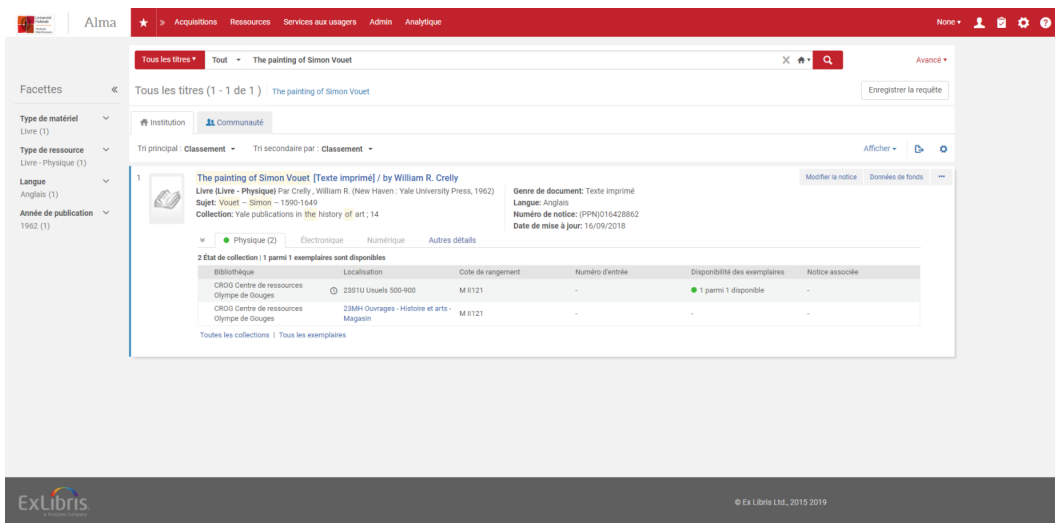 Alma
» Acquisitions Ressources Services aux usagers Admin Analytique None
Tous les titres Tout The painting of Simon Vouet Avancé
Facettes «
Tous les titres (1 - 1 de 1 ) The painting of Simon Vouet Enregistrer la requête
Type de matériel
Livre (1)
Type de ressource
Livre - Physique (1)
Langue
Anglais (1)
Année de publication
1962 (1)
Institution Communauté
Tri principal : Classement Tri secondaire par : Classement Afficher
1 The painting of Simon Vouet [Texte imprimé] / by William R. Crelly Modifier la notice Données de fonds ...
Livre (Livre - Physique) Par Crelly , William R. (New Haven : Yale University Press, 1962)
Sujet: Vouet -- Simon -- 1590-1649
Collection: Yale publications in the history of art ; 14
Genre de document: Texte imprimé
Langue: Anglais
Numéro de notice: (PPN)016428862
Date de mise à jour: 16/09/2018
Physique (2) Électronique Numérique Autres détails
2 État de collection | 1 parmi 1 exemplaires sont disponibles
Bibliothèque Localisation Cote de rangement Numéro d'entrée Disponibilité des exemplaires Notice associée
CROG Centre de ressources
Olympe de Gouges 23S1U Usuels 500-900 M II121 - 1 parmi 1 disponible -
CROG Centre de ressources
Olympe de Gouges 23MH Ouvrages - Histoire et arts -
Magasin M II121 - - -
Toutes les collections | Tous les exemplaires
ExLibris
a ProQuest Company
© Ex Libris Ltd., 2015 2019